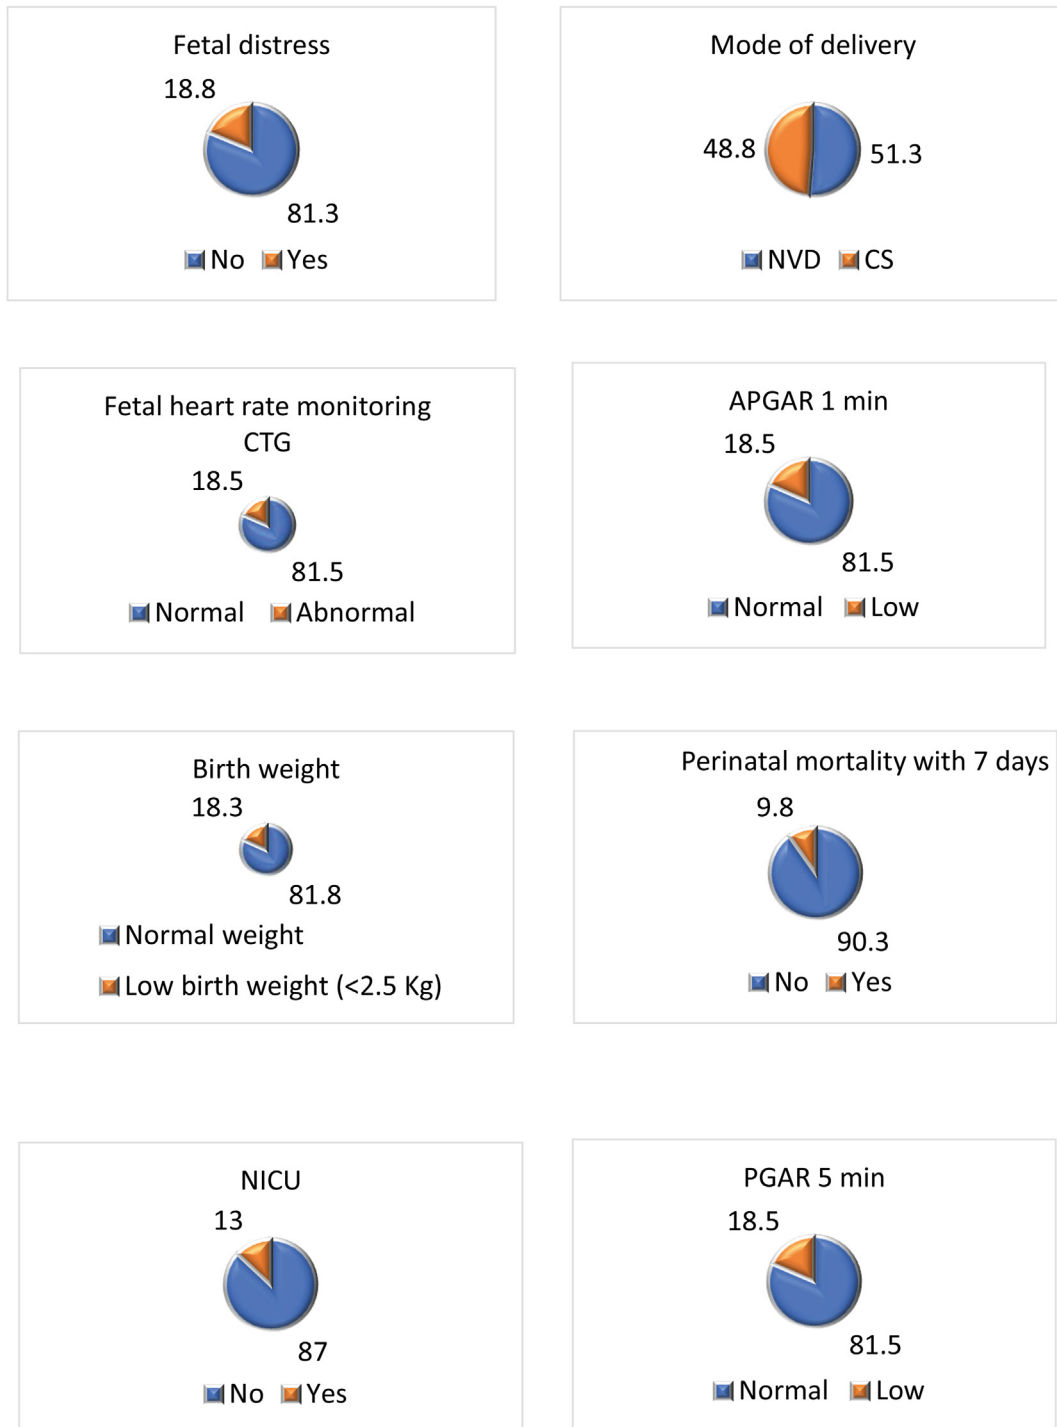 Fetal distress
18.8
81.3
No Yes
Mode of delivery
48.8
51.3
NVD CS
Fetal heart rate monitoring
CTG
18.5
81.5
Normal Abnormal
APGAR 1 min
18.5
81.5
Normal Low
Birth weight
18.3
81.8
Normal weight
Low birth weight (<2.5 Kg)
Perinatal mortality with 7 days
9.8
90.3
No Yes
NICU
13
87
No Yes
PGAR 5 min
18.5
81.5
Normal Low